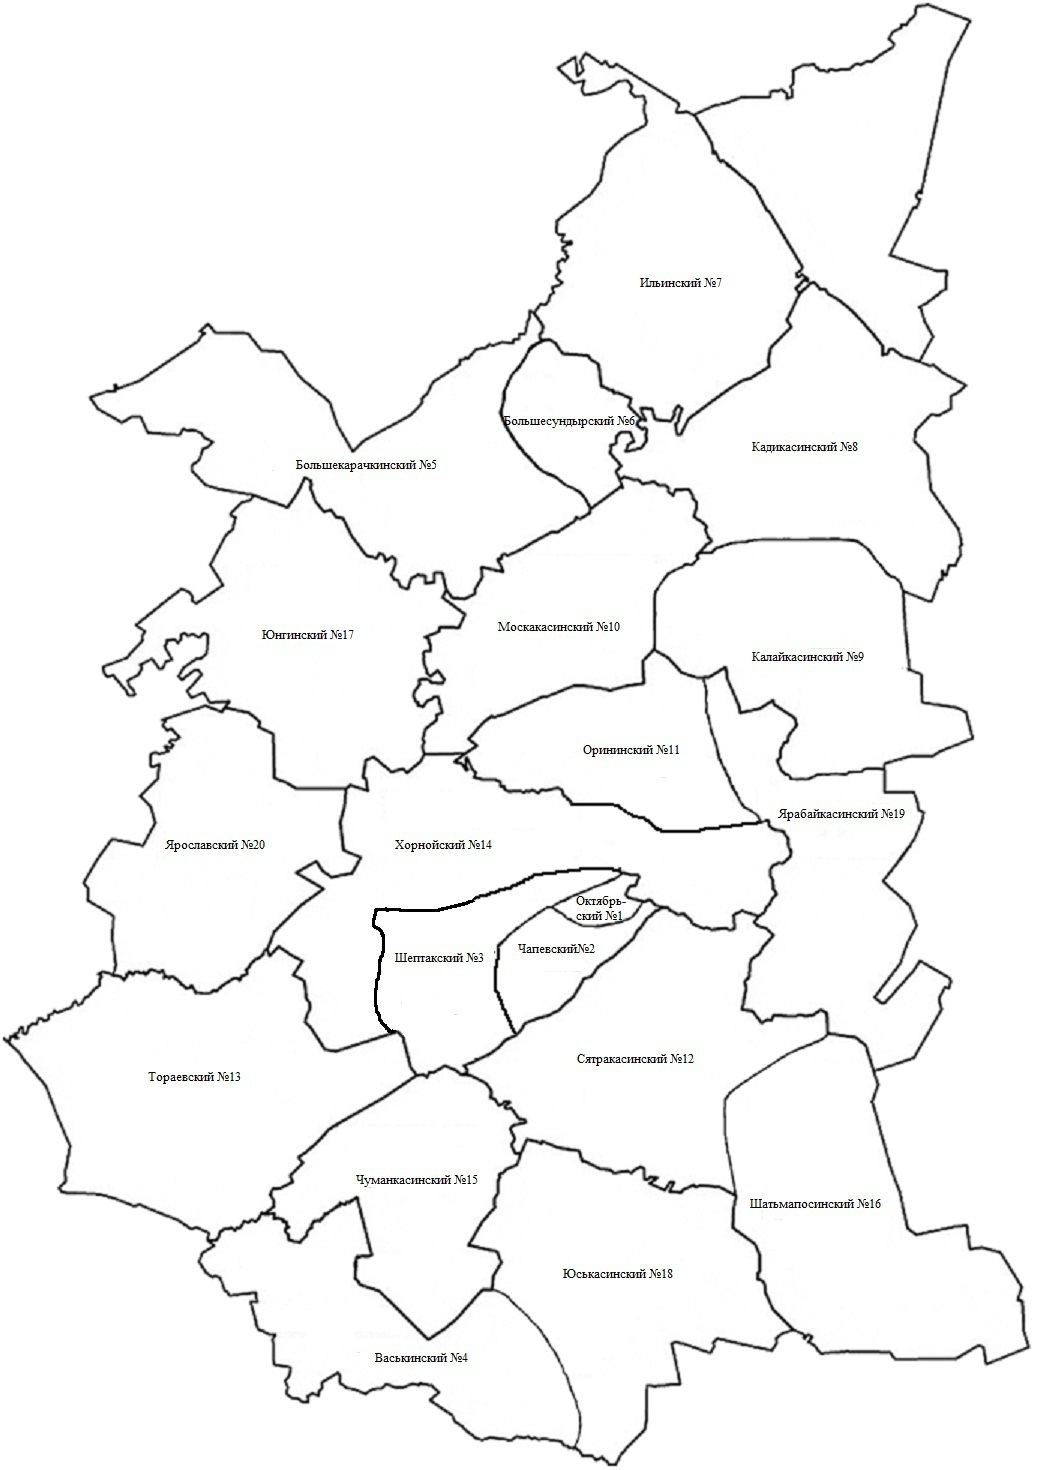 Ильинский №7
Большесундырский №6
Кадикасинский №8
Большекарачкинский №5
Москакасинский №10
Юнгинский №17
Калайкасинский №9
Орининский №11
Ярабайкасинский №19
Ярославский №20
Хорнойский №14
Октябрь-
ский №1
Чапевский№2
Шептакский №3
Сятракасинский №12
Тораевский №13
Чуманкасинский №15
Шатьмапосинский №16
Юськасинский №18
Васькинский №4